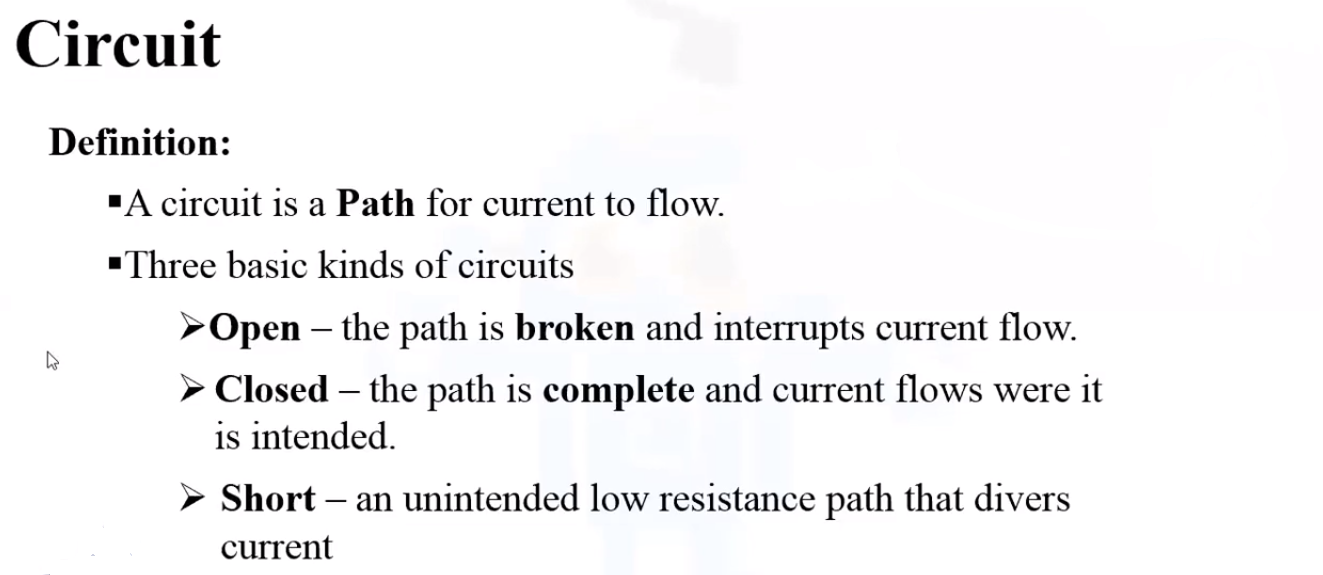 Circuit
Definition:
▪A circuit is a Path for current to flow.
▪Three basic kinds of circuits
➢Open – the path is broken and interrupts current flow.
➢ Closed – the path is complete and current flows were it
is intended.
➢ Short – an unintended low resistance path that divers
current